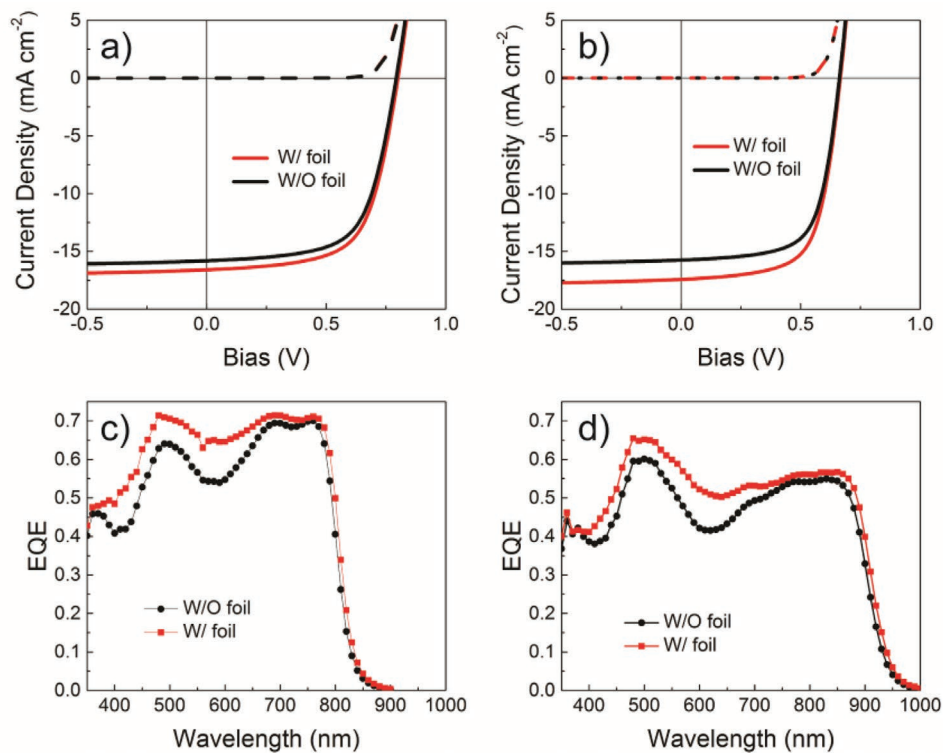 a)
Current Density (mA cm⁻²)
5
0
-5
-10
-15
-20
W/ foil
W/O foil
-0.5 0.0 0.5 1.0
Bias (V)
b)
Current Density (mA cm⁻²)
5
0
-5
-10
-15
-20
W/ foil
W/O foil
-0.5 0.0 0.5 1.0
Bias (V)
c)
EQE
0.7
0.6
0.5
0.4
0.3
0.2
0.1
0.0
W/O foil
W/ foil
400 500 600 700 800 900 1000
Wavelength (nm)
d)
EQE
0.7
0.6
0.5
0.4
0.3
0.2
0.1
0.0
W/O foil
W/ foil
400 500 600 700 800 900 1000
Wavelength (nm)